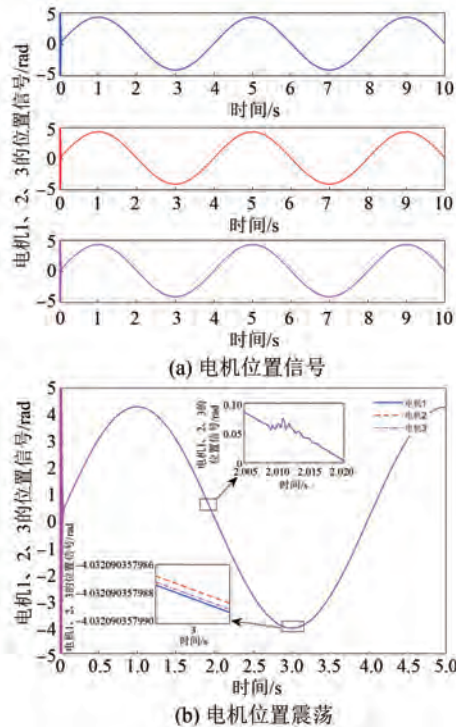 电机1、2、3的位置信号/rad
5
0
-5
0 1 2 3 4 5 6 7 8 9 10
时间/s
5
0
-5
0 1 2 3 4 5 6 7 8 9 10
时间/s
5
0
-5
0 1 2 3 4 5 6 7 8 9 10
时间/s
(a) 电机位置信号
电机1、2、3的位置信号/rad
5
4
3
2
1
0
-1
-2
-3
-4
-5
电机1、2、3的
位置信号/rad
0.10
0.05
0
2.005 2.010 2.015 2.020
时间/s
电机1
电机2
电机3
电机1、2、3的位置信号/rad
-4.032090357986
-4.032090357988
-4.032090357990
3
时间/s
0 0.5 1.0 1.5 2.0 2.5 3.0 3.5 4.0 4.5 5.0
时间/s
(b) 电机位置震荡